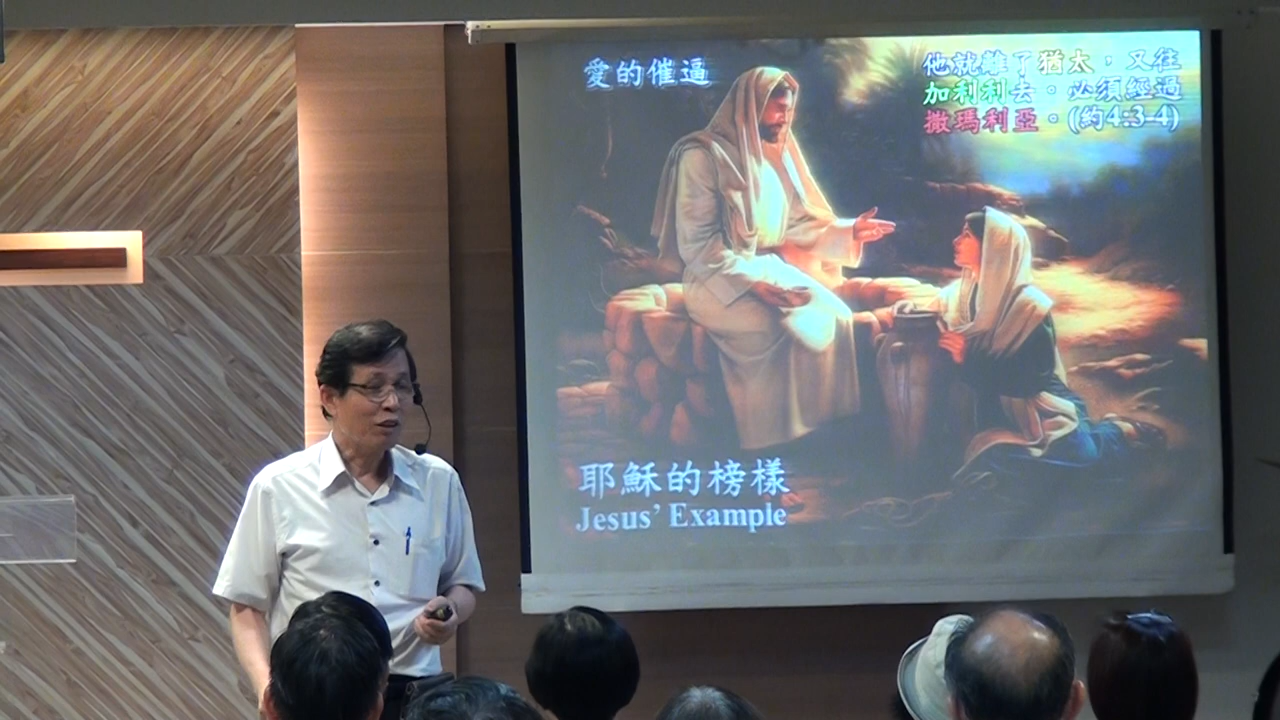 愛的催逼
他就離了猶太，又往
加利利去。必須經過
撒瑪利亞。(約4:3-4)
耶穌的榜樣
Jesus’ Example